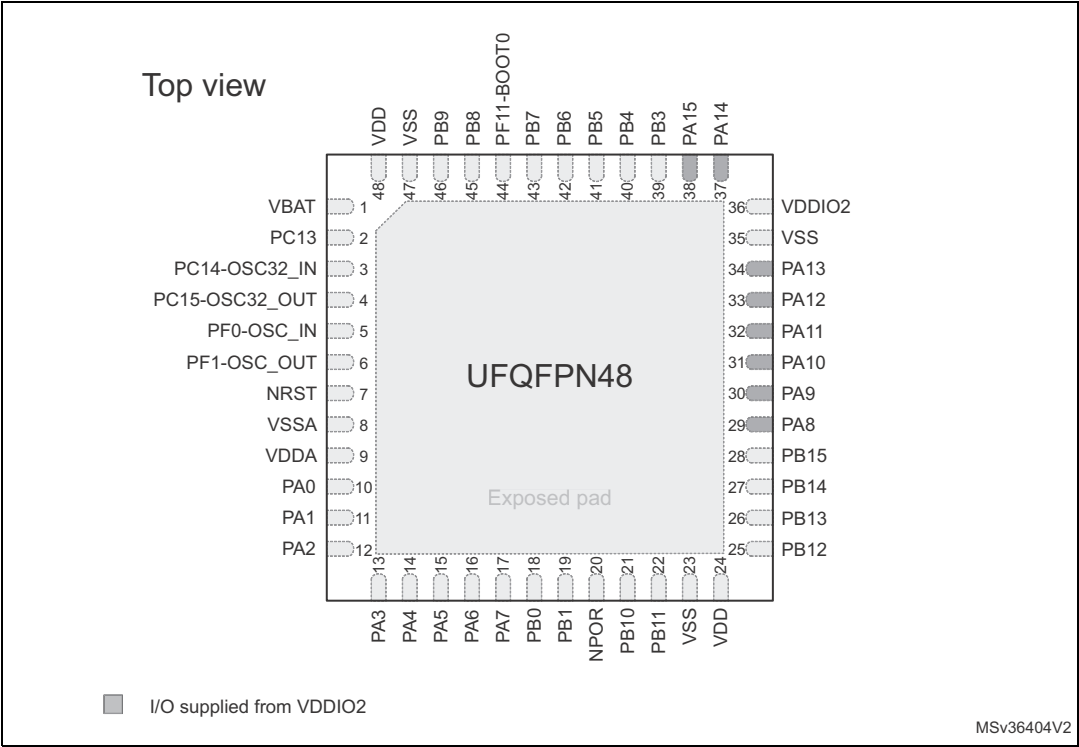 Top view
VDD
VSS
PB9
PB8
PF11-BOOT0
PB7
PB6
PB5
PB4
PB3
PA15
PA14
48
47
46
45
44
43
42
41
40
39
38
37
VBAT 1
PC13 2
PC14-OSC32_IN 3
PC15-OSC32_OUT 4
PF0-OSC_IN 5
PF1-OSC_OUT 6
NRST 7
VSSA 8
VDDA 9
PA0 10
PA1 11
PA2 12
UFQFPN48
Exposed pad
36 VDDIO2
35 VSS
34 PA13
33 PA12
32 PA11
31 PA10
30 PA9
29 PA8
28 PB15
27 PB14
26 PB13
25 PB12
13
14
15
16
17
18
19
20
21
22
23
24
PA3
PA4
PA5
PA6
PA7
PB0
PB1
NPOR
PB10
PB11
VSS
VDD
I/O supplied from VDDIO2
MSv36404V2